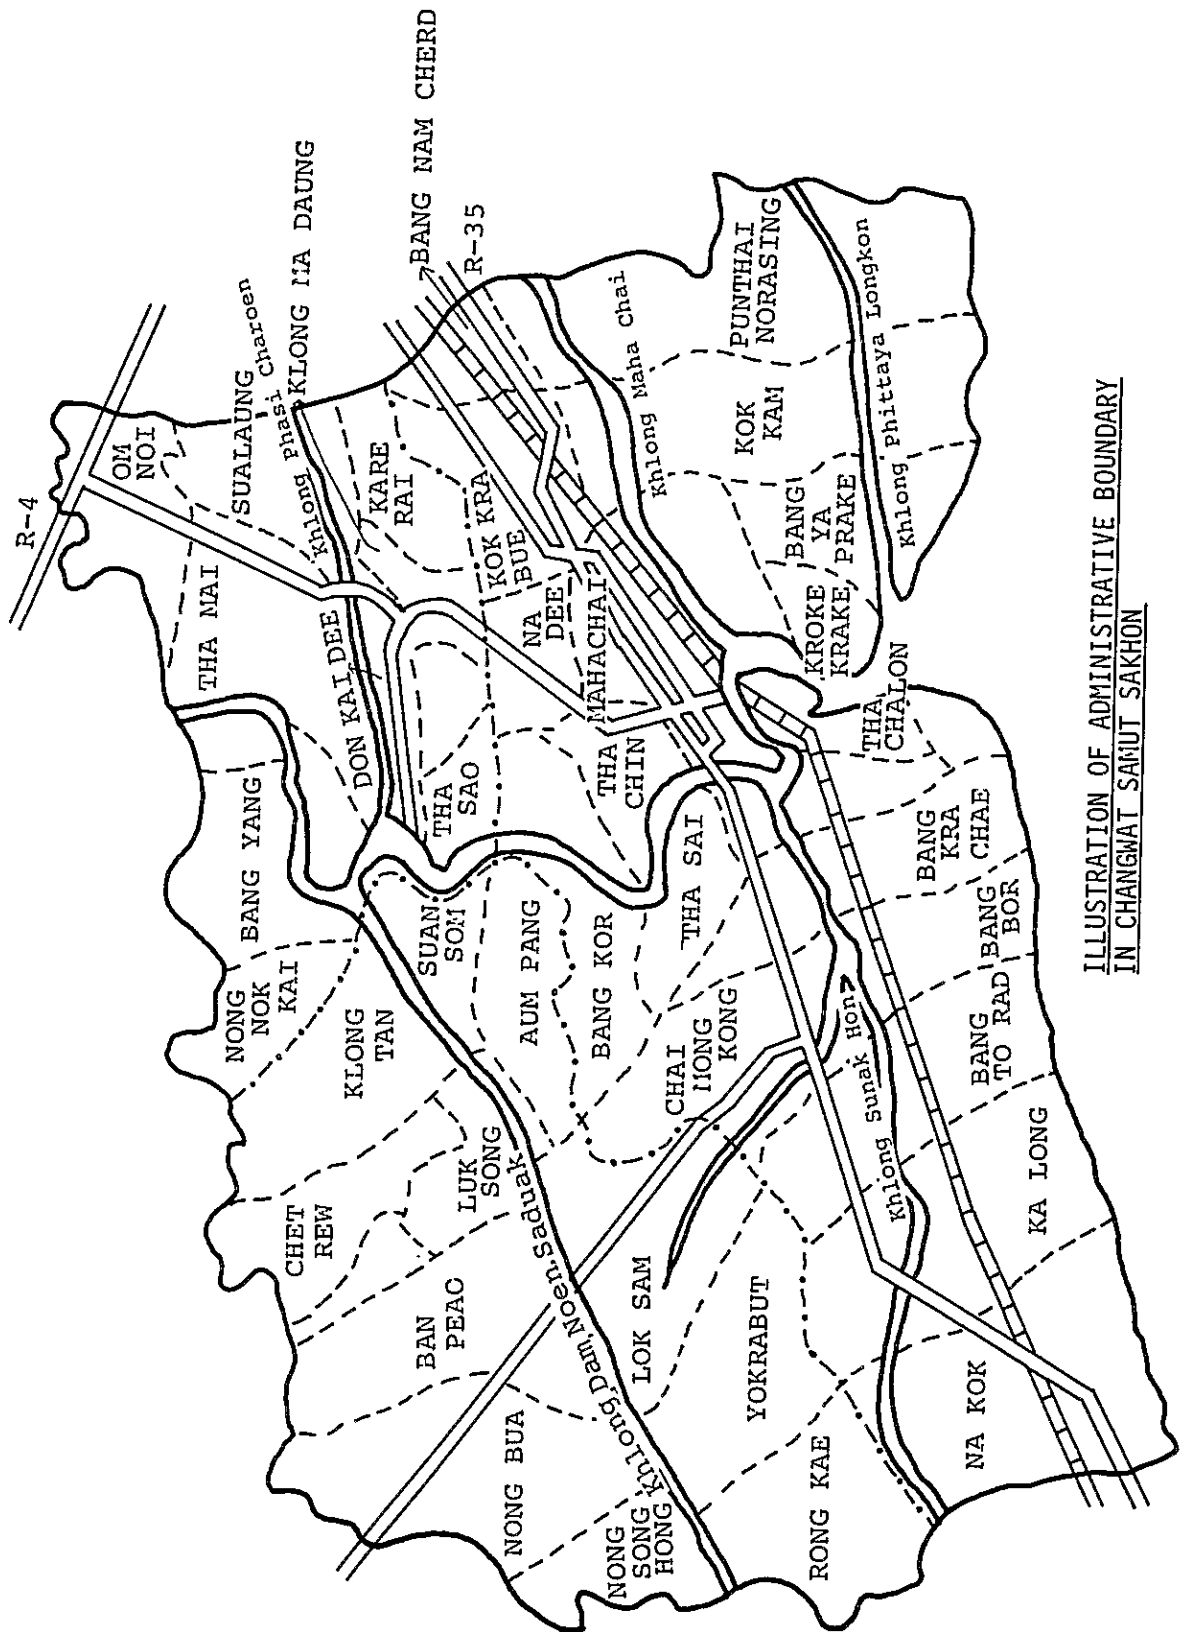 R-4
OM
NOI
SUALAUNG
Khlong Phasi Charoen
KLONG MA DAUNG
BANG NAM CHERD
R-35
THA MAI
DON KAI DEE
KARE
RAI
KOK KRA
BUE
NA
DEE
MAHACHAI
THA
SAO
THA
CHIN
Khlong Maha Chai
PUNTHAI
NORASING
KOK
KAM
BANG
YA
PRAKE
KROKE
KRAKE
Khlong Phittaya Longkon
THA
CHALON
BANG YANG
NONG
NOK
KAI
KLONG
TAN
SUAN
SOM
AUM PANG
BANG KOR
THA SAI
CHAI
MONG
KONG
BANG
KRA
CHAE
BANG
BOR
BANG
TO RAD
KA LONG
Khlong Sunak Hon
CHET
REW
LUK
SONG
BAN
PEAO
Khlong,Dam,Noen.Saduak
LOK SAM
YOKRABUT
NONG BUA
NONG
SONG
HONG
RONG KAE
NA KOK
ILLUSTRATION OF ADMINISTRATIVE BOUNDARY
IN CHANGWAT SAMUT SAKHON